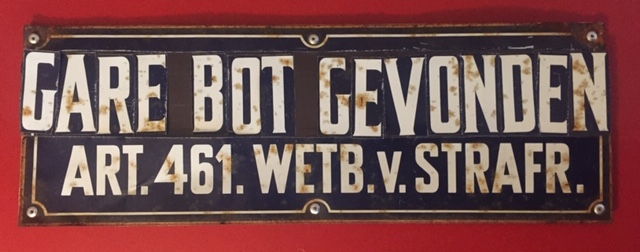 GARE BOT GEVONDEN
ART. 461. WETB. v. STRAFR.